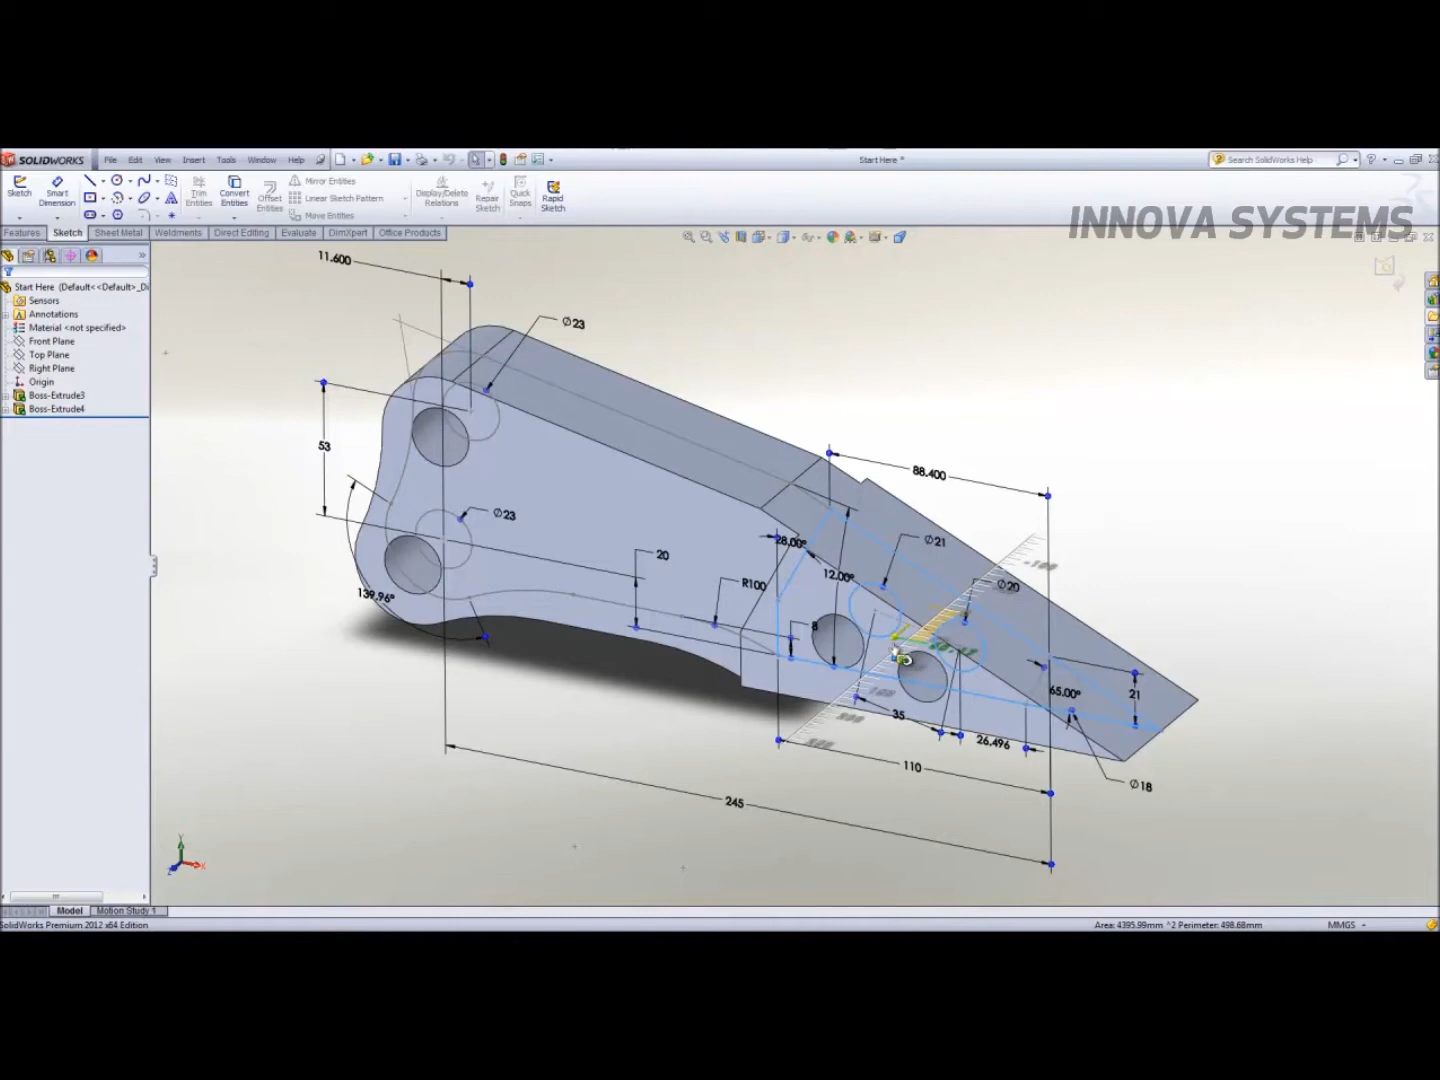 SOLIDWORKS File Edit View Insert Tools Window Help Start Here * Search SolidWorks Help
INNOVA SYSTEMS
Sketch Smart Dimension Trim Entities Convert Entities Offset Entities Mirror Entities Linear Sketch Pattern Move Entities Display/Delete Relations Repair Sketch Quick Snaps Rapid Sketch
Features Sketch Sheet Metal Weldments Direct Editing Evaluate DimXpert Office Products
Start Here (Default<<Default>_Di
Sensors
Annotations
Material <not specified>
Front Plane
Top Plane
Right Plane
Origin
Boss-Extrude3
Boss-Extrude4
11.600
∅23
53
88.400
∅23
∅21
28.00°
20
12.00°
R100
∅20
139.96°
8
65.00°
21
35
26.496
110
∅18
245
Y
X
Z
Model Motion Study 1
SolidWorks Premium 2012 x64 Edition Area: 4395.99mm ^2 Perimeter: 498.68mm MMGS